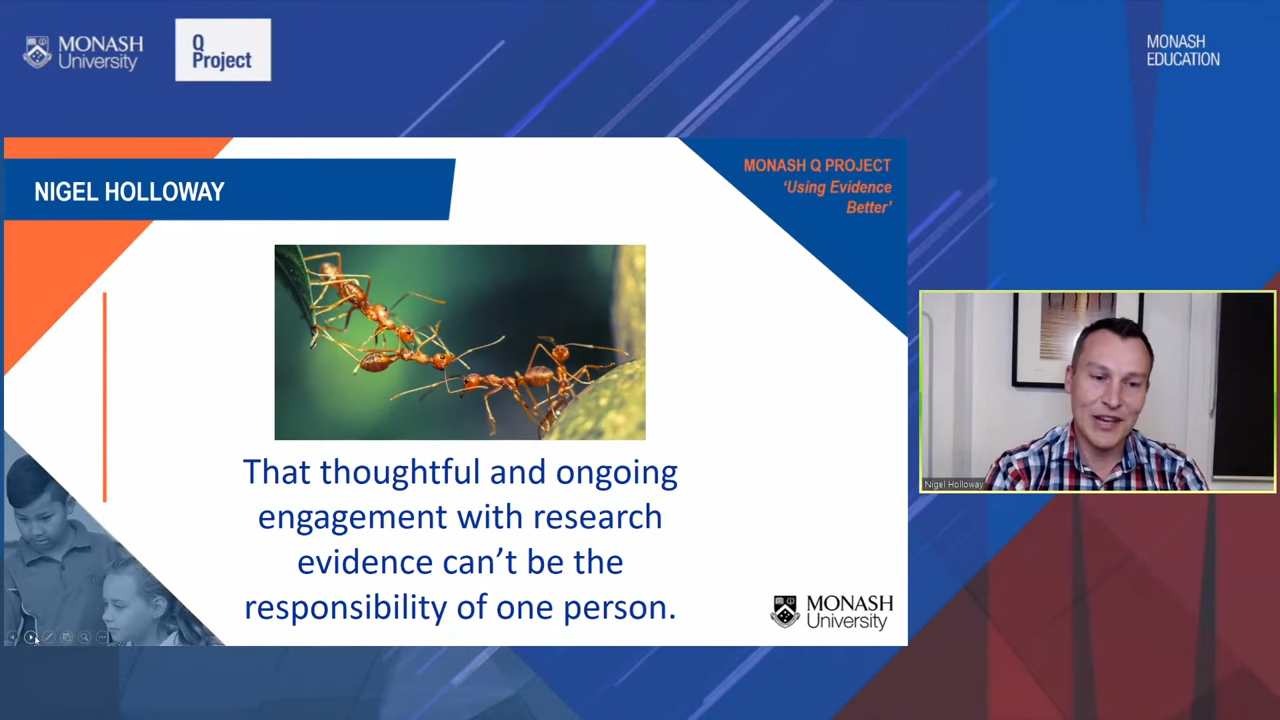 MONASH
University
Q
Project
MONASH
EDUCATION
NIGEL HOLLOWAY
MONASH Q PROJECT
‘Using Evidence
Better’
That thoughtful and ongoing
engagement with research
evidence can’t be the
responsibility of one person.
MONASH
University
Nigel Holloway